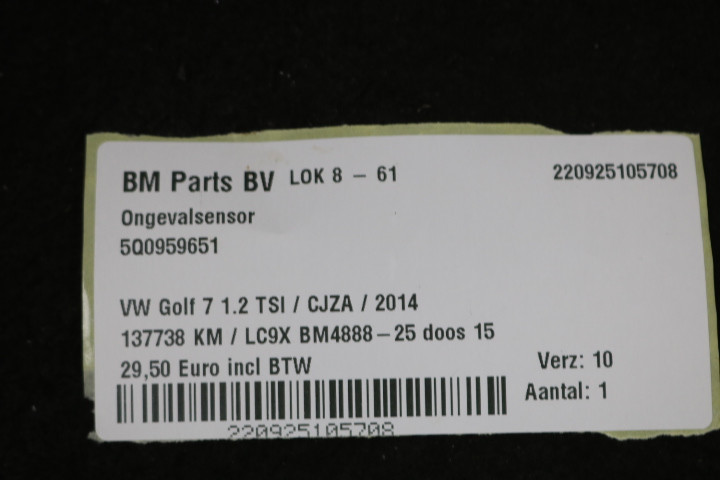 BM Parts BV LOK 8 - 61 220925105708
Ongevalsensor
5Q0959651
VW Golf 7 1.2 TSI / CJZA / 2014
137738 KM / LC9X BM4888-25 doos 15
29,50 Euro incl BTW Verz: 10
Aantal: 1
220925105708